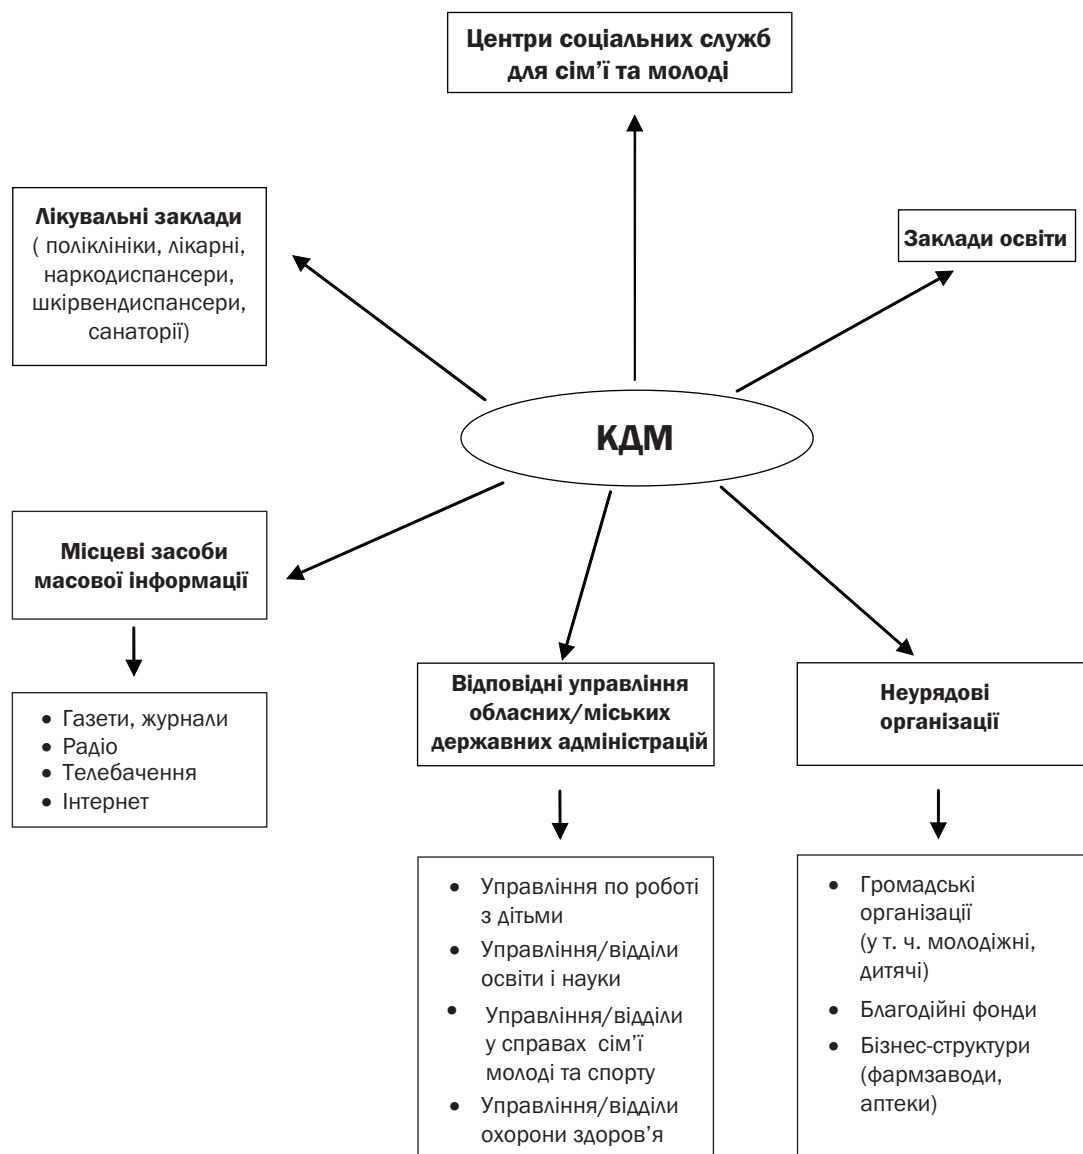 Центри соціальних служб
для сім’ї та молоді
Лікувальні заклади
( поліклініки, лікарні,
наркодиспансери,
шкірвендиспансери,
санаторії)
Заклади освіти
КДМ
Місцеві засоби
масової інформації
• Газети, журнали
• Радіо
• Телебачення
• Інтернет
Відповідні управління
обласних/міських
державних адміністрацій
• Управління по роботі
з дітьми
• Управління/відділи
освіти і науки
• Управління/відділи
у справах сім’ї
молоді та спорту
• Управління/відділи
охорони здоров’я
Неурядові
організації
• Громадські
організації
(у т. ч. молодіжні,
дитячі)
• Благодійні фонди
• Бізнес-структури
(фармзаводи,
аптеки)